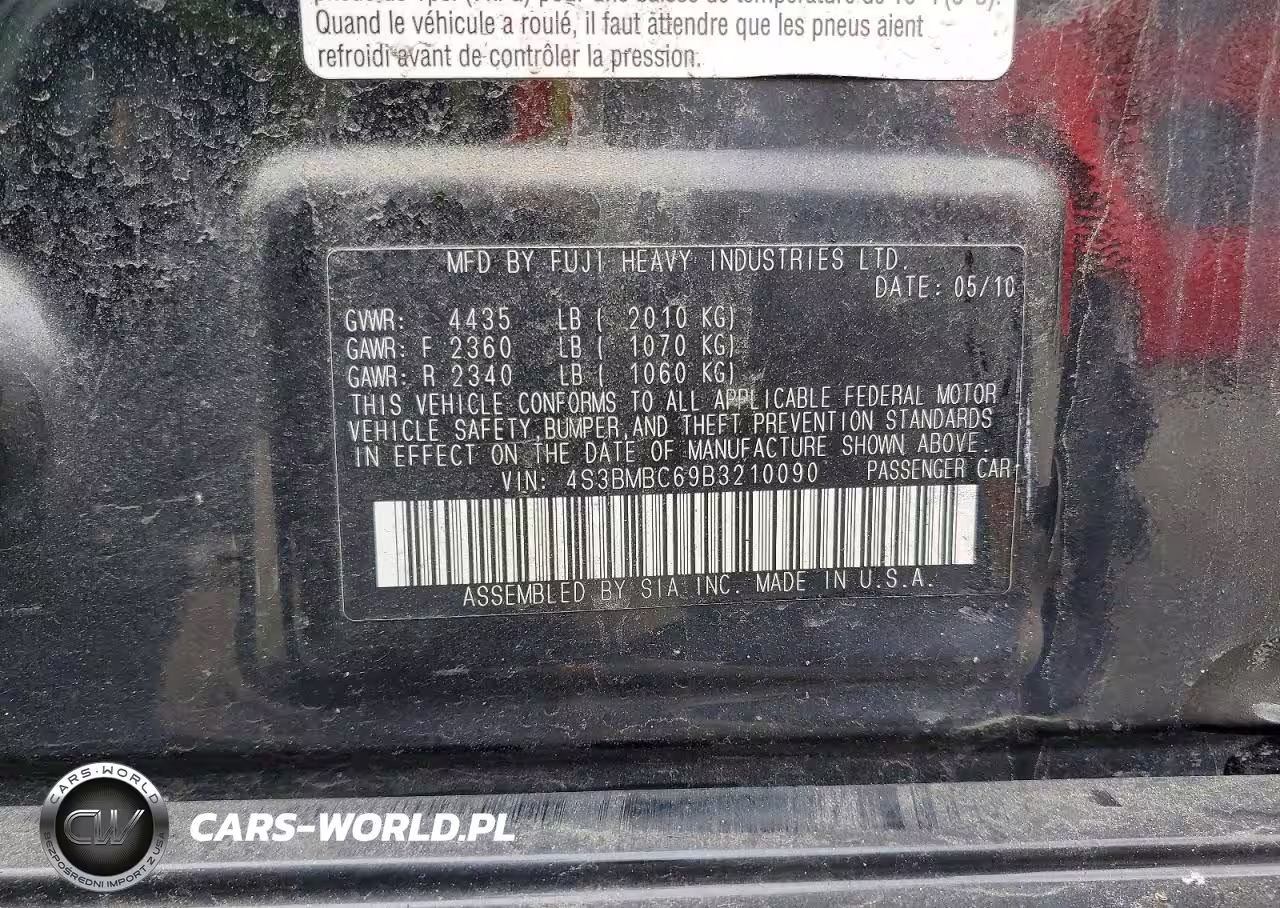 Quand le véhicule a roulé, il faut attendre que les pneus aient
refroidi avant de contrôler la pression.
MFD BY FUJI HEAVY INDUSTRIES LTD.
DATE: 05/10
GVWR: 4435 LB ( 2010 KG)
GAWR: F 2360 LB ( 1070 KG)
GAWR: R 2340 LB ( 1060 KG)
THIS VEHICLE CONFORMS TO ALL APPLICABLE FEDERAL MOTOR
VEHICLE SAFETY,BUMPER,AND THEFT PREVENTION STANDARDS
IN EFFECT ON THE DATE OF MANUFACTURE SHOWN ABOVE.
VIN: 4S3BMBC69B3210090 PASSENGER CAR
ASSEMBLED BY SIA INC. MADE IN U.S.A.
CARS-WORLD
CW
BEZPOŚREDNI IMPORT Z USA
CARS-WORLD.PL